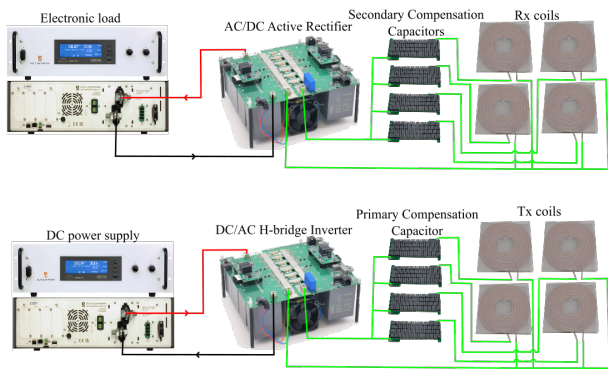 Electronic load
AC/DC Active Rectifier
Secondary Compensation
Capacitors
Rx coils
DC power supply
DC/AC H-bridge Inverter
Primary Compensation
Capacitor
Tx coils